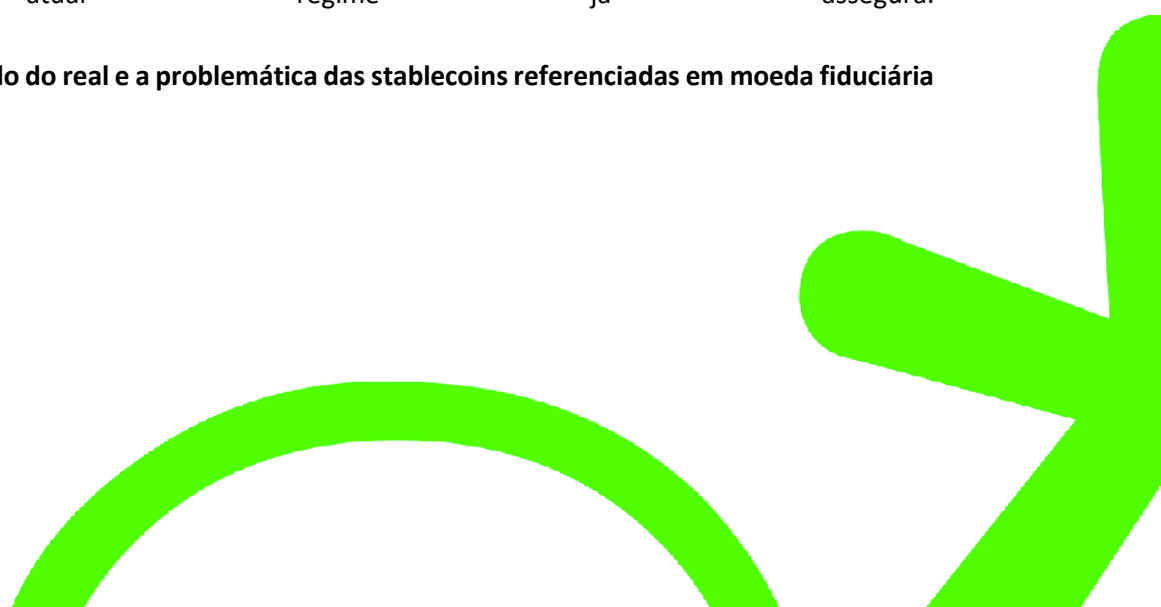 atual regime já assegura.
lo do real e a problemática das stablecoins referenciadas em moeda fiduciária